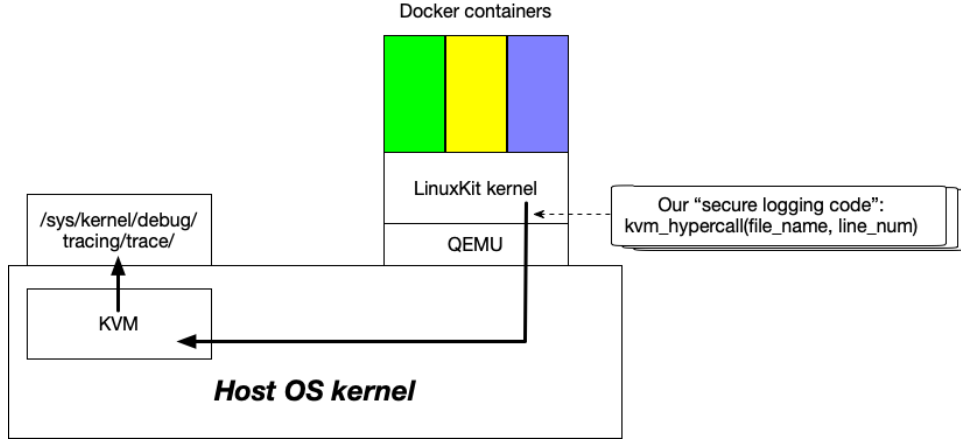 Docker containers
LinuxKit kernel
/sys/kernel/debug/
tracing/trace/
Our “secure logging code”:
kvm_hypercall(file_name, line_num)
QEMU
KVM
Host OS kernel